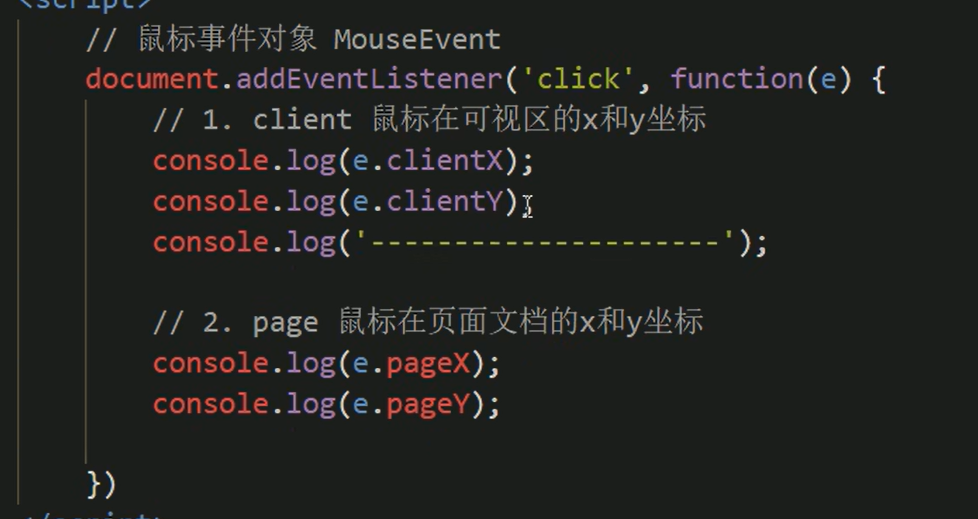 <script>
// 鼠标事件对象 MouseEvent
document.addEventListener('click', function(e) {
// 1. client 鼠标在可视区的x和y坐标
console.log(e.clientX);
console.log(e.clientY);
console.log('---------------------');
// 2. page 鼠标在页面文档的x和y坐标
console.log(e.pageX);
console.log(e.pageY);
})
</script>